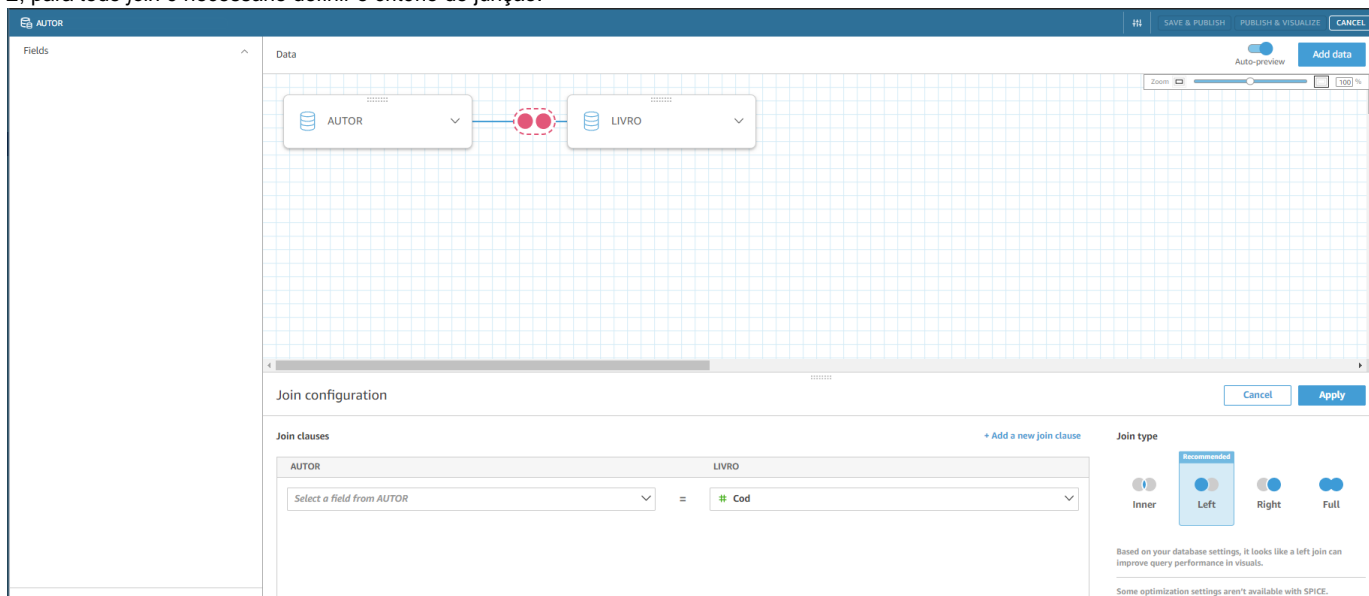 E, para todo join é necessário definir o critério de junção.
AUTOR
SAVE & PUBLISH PUBLISH & VISUALIZE CANCEL
Fields
Data
Auto-preview
Add data
Zoom 100 %
AUTOR
LIVRO
Join configuration
Cancel Apply
Join clauses
+ Add a new join clause
AUTOR LIVRO
Select a field from AUTOR = # Cod
Join type
Recommended
Inner Left Right Full
Based on your database settings, it looks like a left join can
improve query performance in visuals.
Some optimization settings aren't available with SPICE.